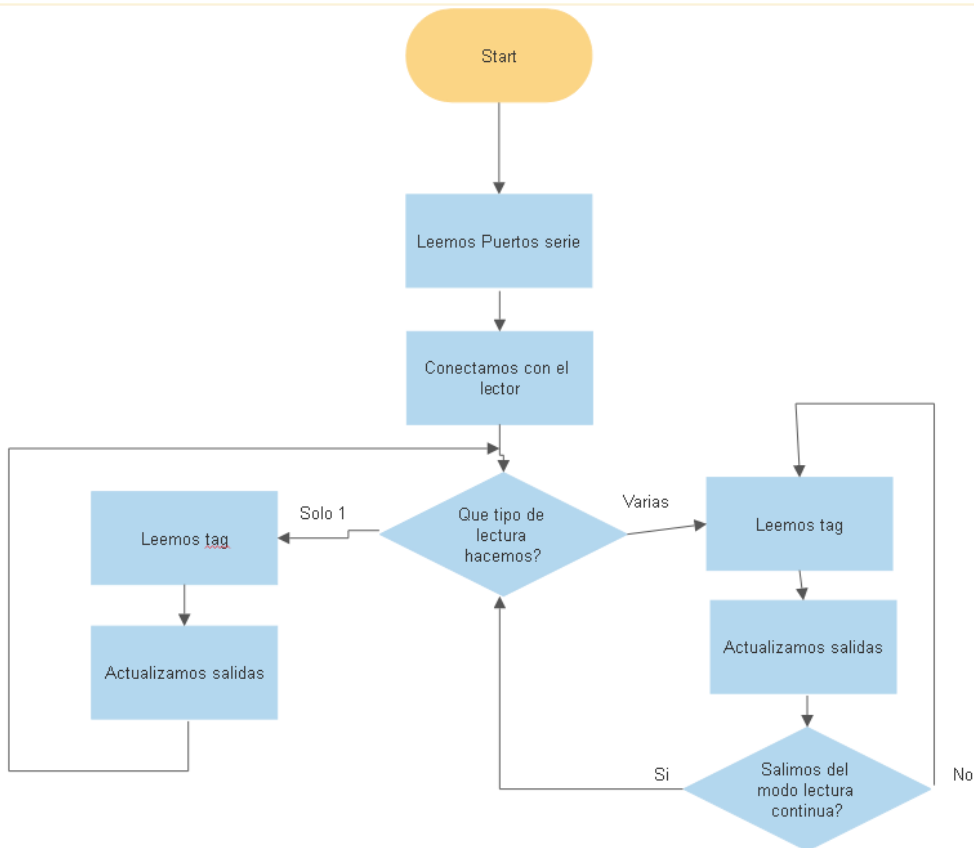 Start
Leemos Puertos serie
Conectamos con el
lector
Solo 1
Que tipo de
lectura
hacemos?
Varias
Leemos tag
Leemos tag
Actualizamos salidas
Actualizamos salidas
Si
Salimos del
modo lectura
continua?
No